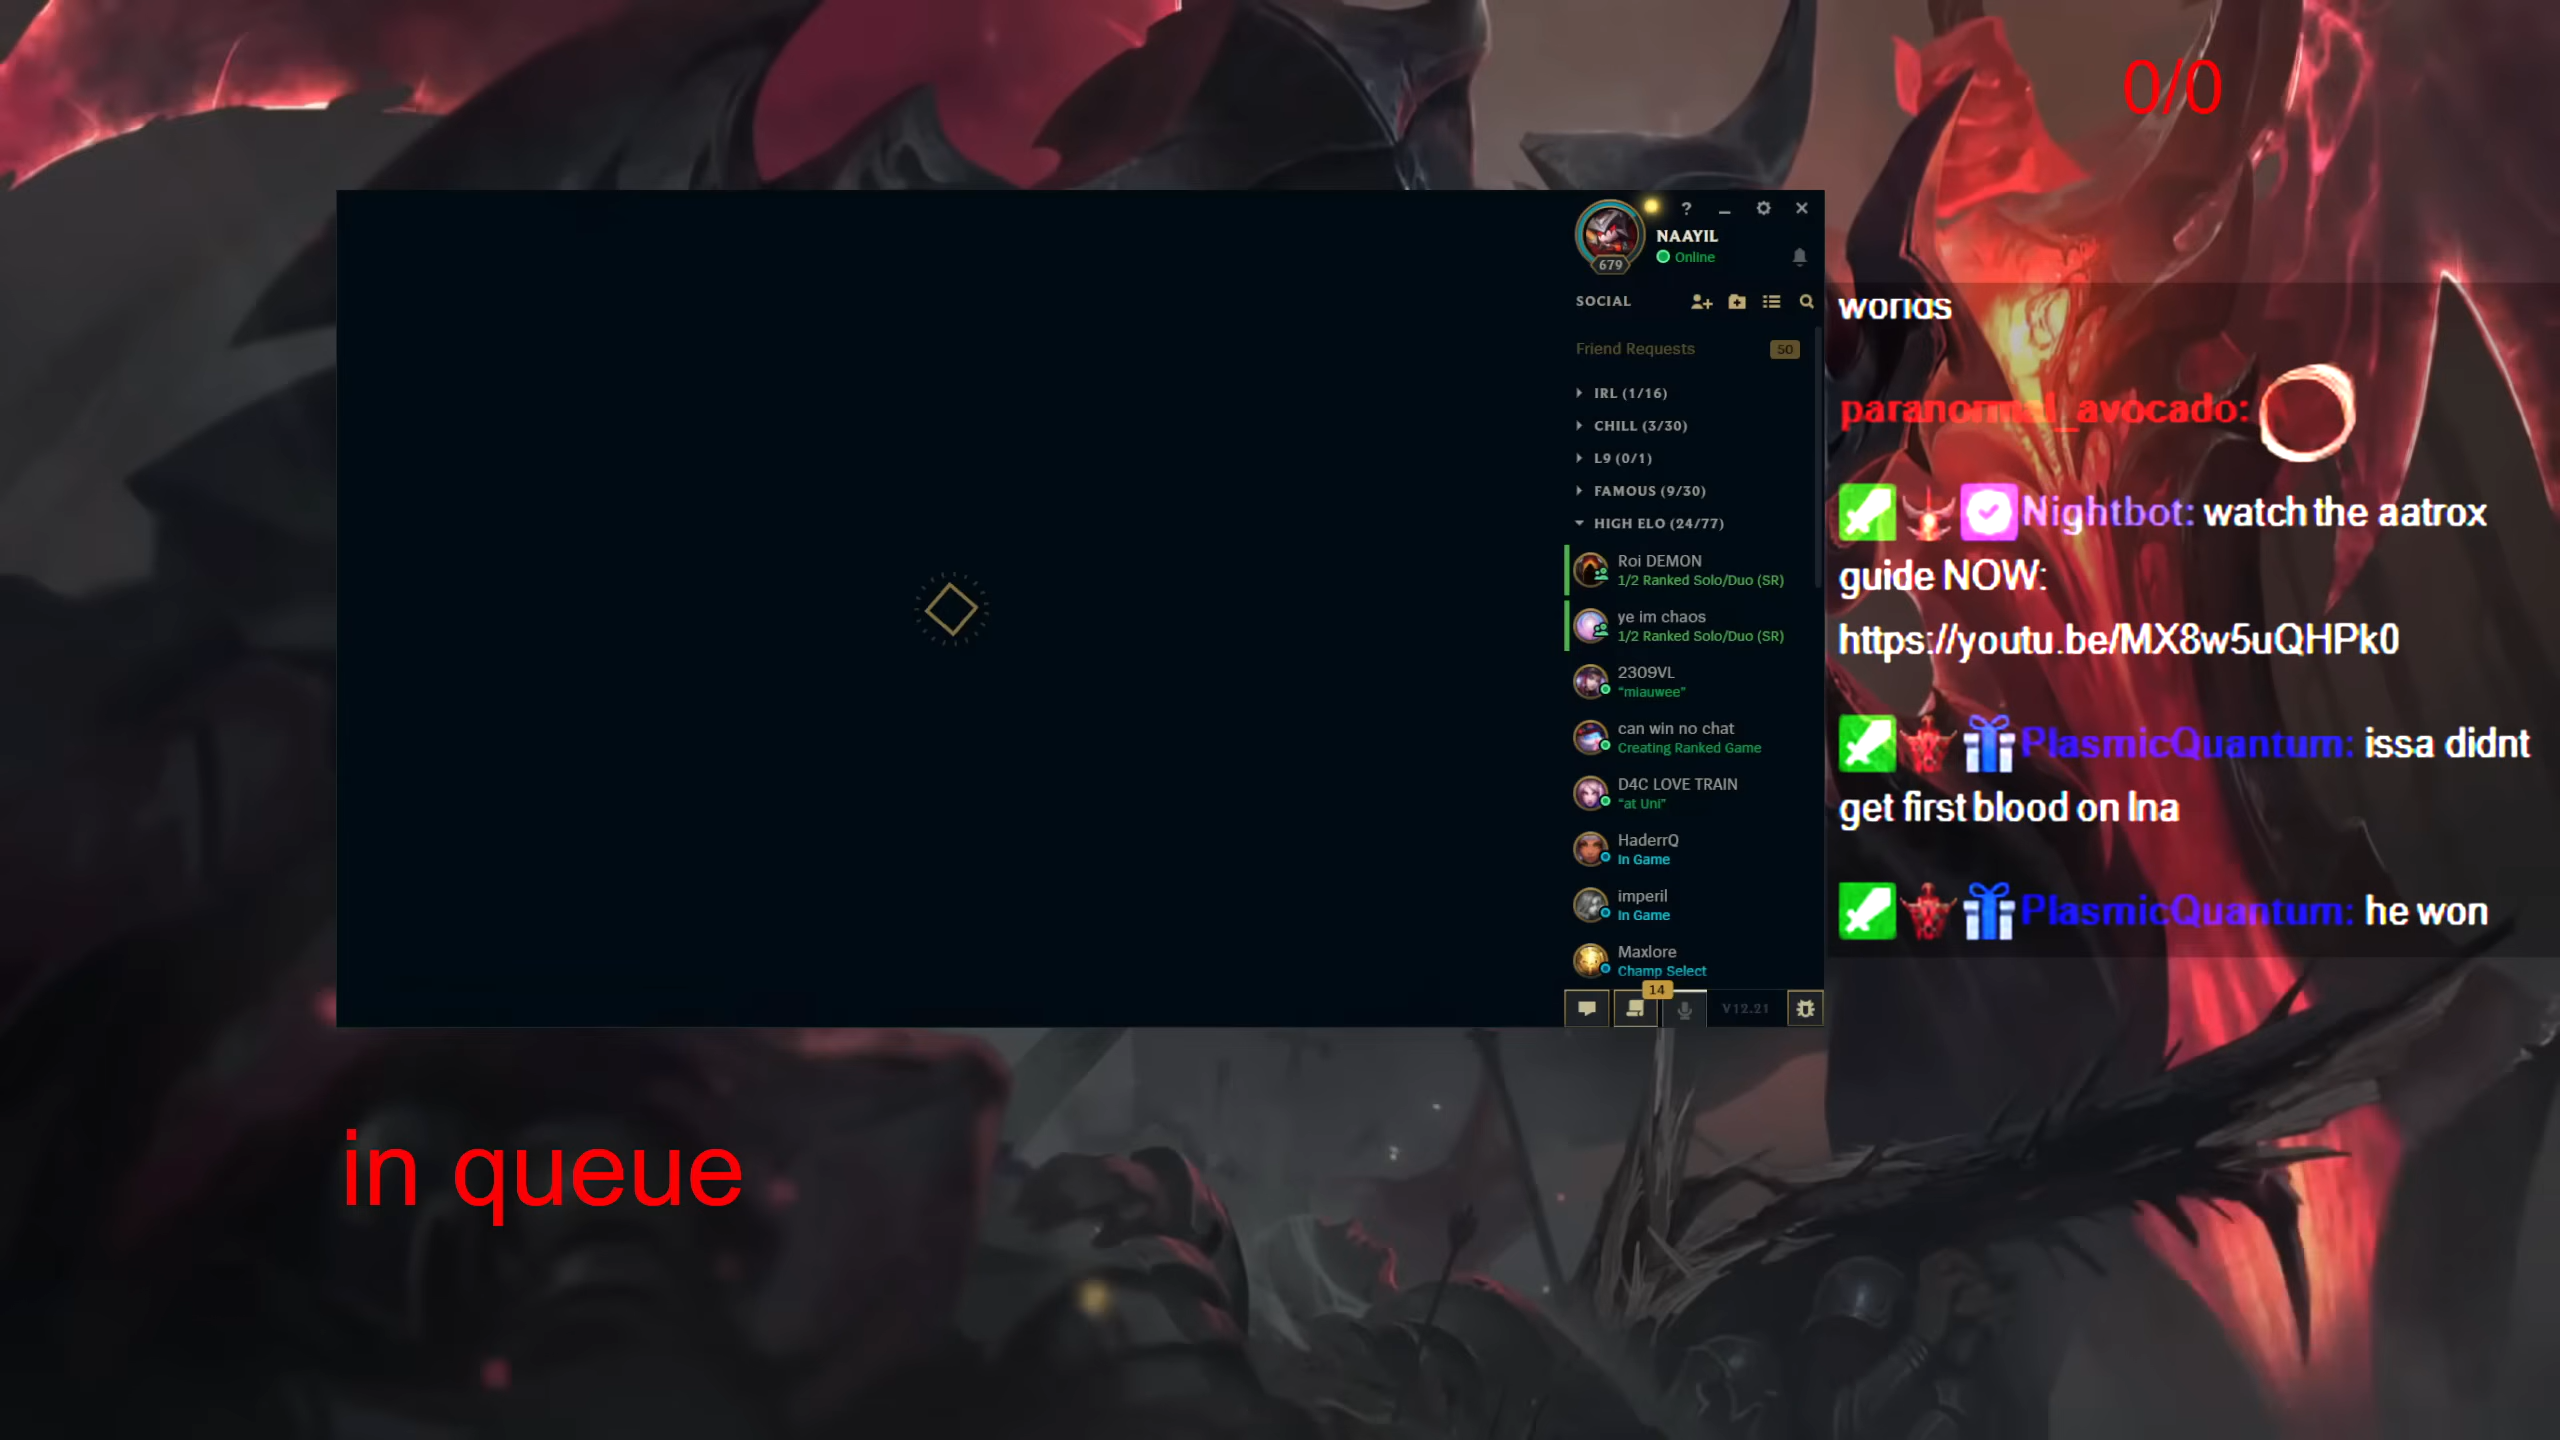 0/0
NAAYIL
Online
679
SOCIAL
Friend Requests 50
IRL (1/16)
CHILL (3/30)
L9 (0/1)
FAMOUS (9/30)
HIGH ELO (24/77)
Roi DEMON
1/2 Ranked Solo/Duo (SR)
ye im chaos
1/2 Ranked Solo/Duo (SR)
2309VL
"miauwee"
can win no chat
Creating Ranked Game
D4C LOVE TRAIN
"at Uni"
HaderrQ
In Game
imperil
In Game
Maxlore
Champ Select
14
V12.21
worlds
paranormal_avocado:
Nightbot: watch the aatrox
guide NOW:
https://youtu.be/MX8w5uQHPk0
PlasmicQuantum: issa didnt
get first blood on lna
PlasmicQuantum: he won
in queue